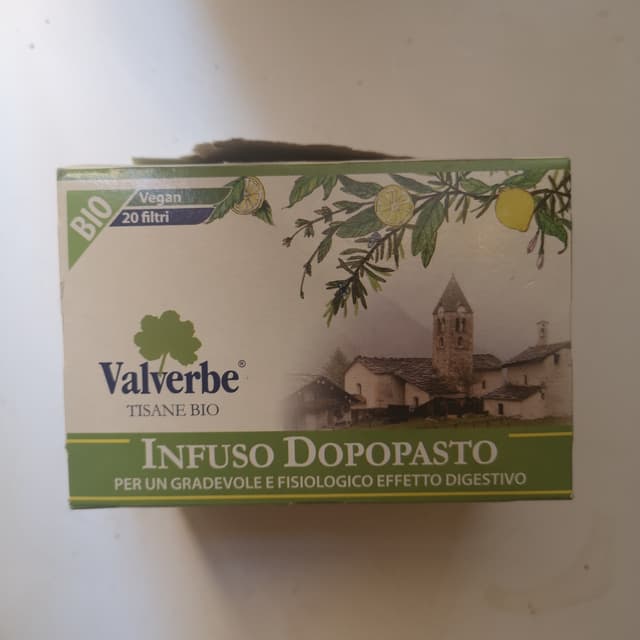 BIO
Vegan
20 filtri
Valverbe®
TISANE BIO
INFUSO DOPOPASTO
PER UN GRADEVOLE E FISIOLOGICO EFFETTO DIGESTIVO